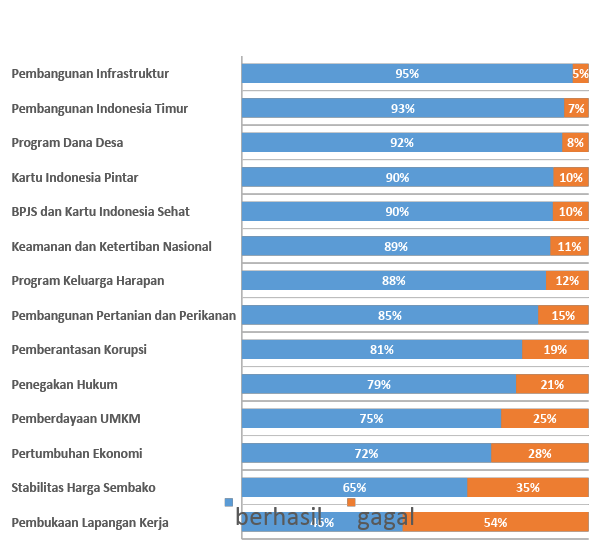 Pembangunan Infrastruktur 95% 5%
Pembangunan Indonesia Timur 93% 7%
Program Dana Desa 92% 8%
Kartu Indonesia Pintar 90% 10%
BPJS dan Kartu Indonesia Sehat 90% 10%
Keamanan dan Ketertiban Nasional 89% 11%
Program Keluarga Harapan 88% 12%
Pembangunan Pertanian dan Perikanan 85% 15%
Pemberantasan Korupsi 81% 19%
Penegakan Hukum 79% 21%
Pemberdayaan UMKM 75% 25%
Pertumbuhan Ekonomi 72% 28%
Stabilitas Harga Sembako 65% 35%
berhasil gagal
Pembukaan Lapangan Kerja 46% 54%